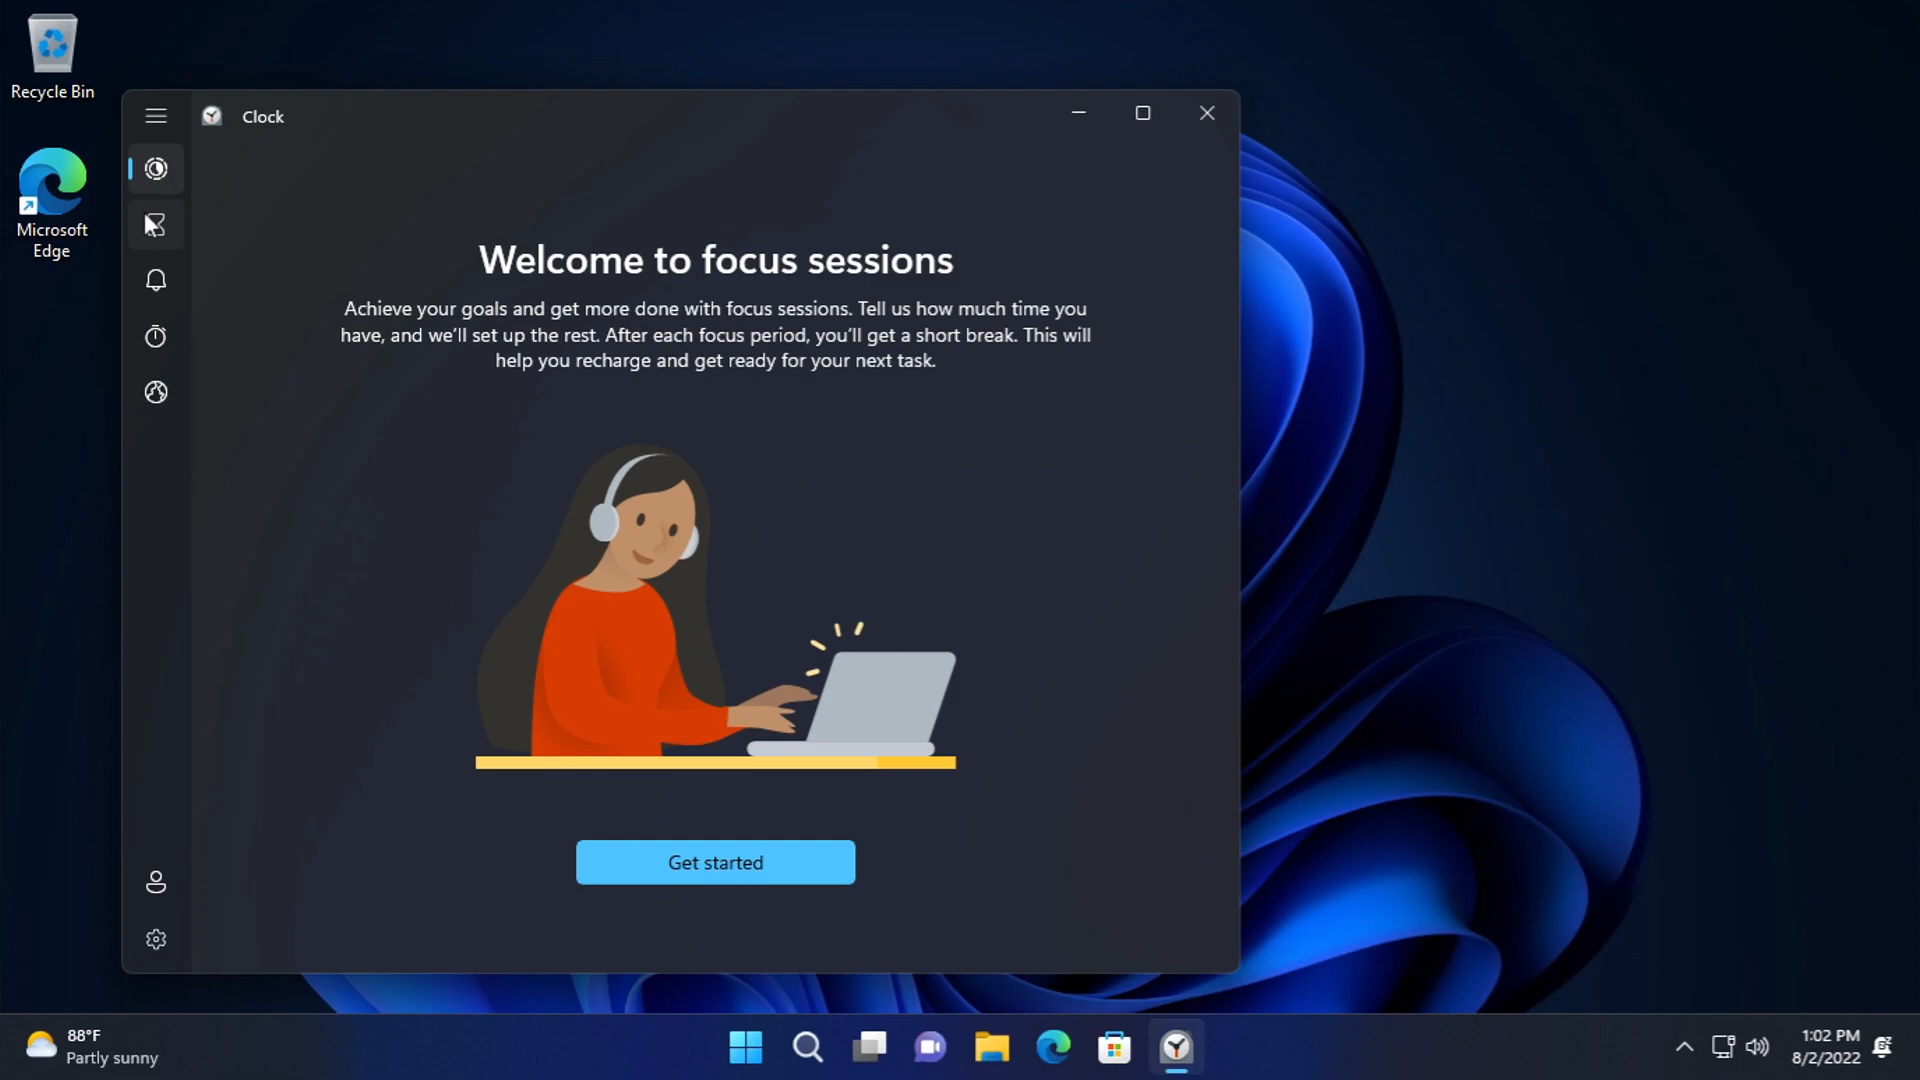 Recycle Bin
Microsoft
Edge
Clock
Welcome to focus sessions
Achieve your goals and get more done with focus sessions. Tell us how much time you
have, and we'll set up the rest. After each focus period, you'll get a short break. This will
help you recharge and get ready for your next task.
Get started
88°F
Partly sunny
1:02 PM
8/2/2022